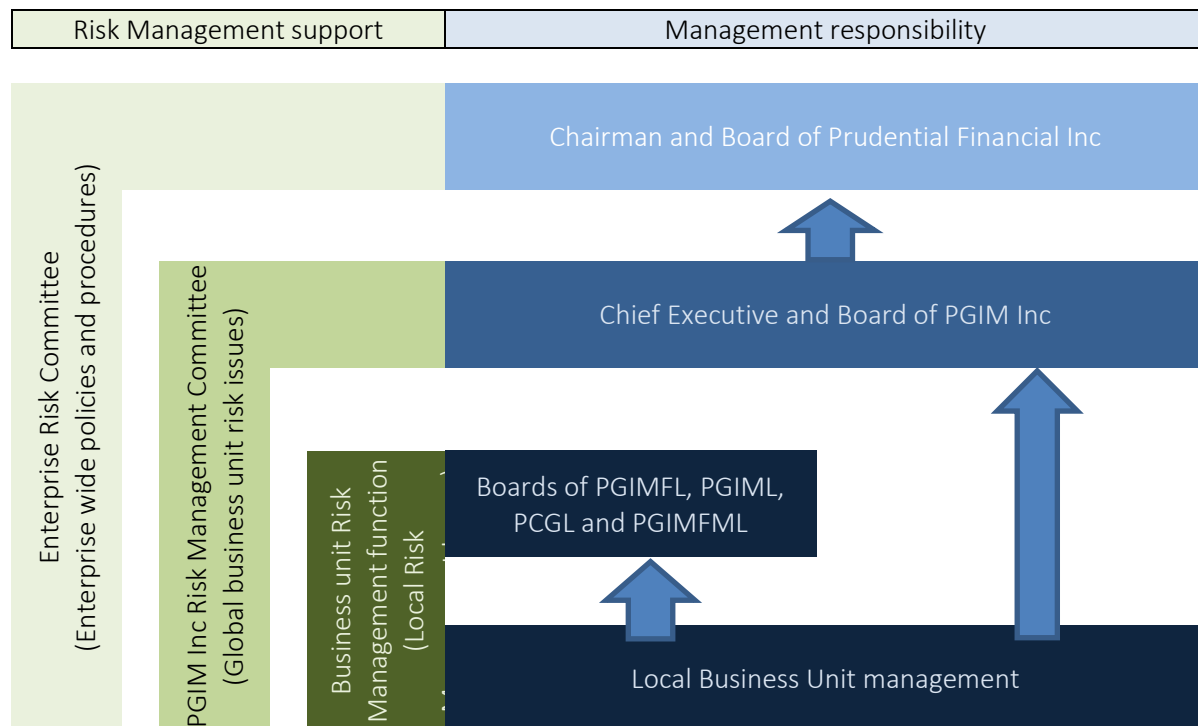 Risk Management support
Management responsibility
Chairman and Board of Prudential Financial Inc
Enterprise Risk Committee
(Enterprise wide policies and procedures)
Chief Executive and Board of PGIM Inc
PGIM Inc Risk Management Committee
(Global business unit risk issues)
Boards of PGIMFL, PGIML,
PCGL and PGIMFML
Business unit Risk
Management function
(Local Risk
Local Business Unit management